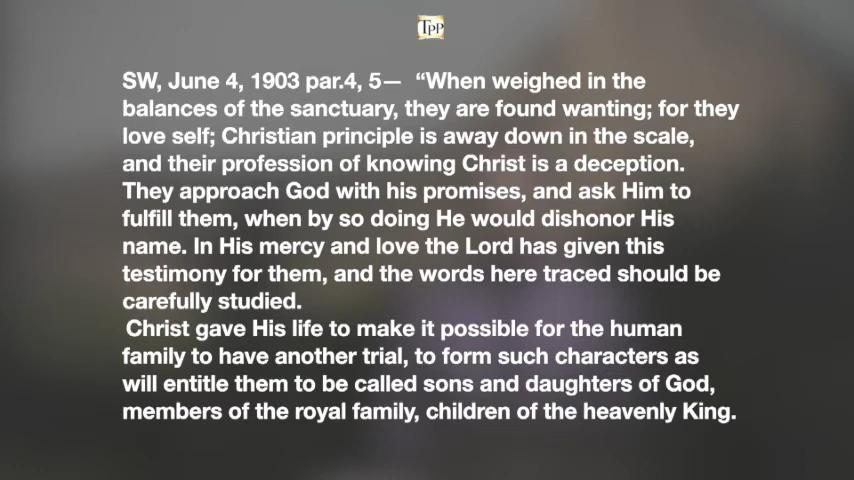 TPP
SW, June 4, 1903 par.4, 5— “When weighed in the
balances of the sanctuary, they are found wanting; for they
love self; Christian principle is away down in the scale,
and their profession of knowing Christ is a deception.
They approach God with his promises, and ask Him to
fulfill them, when by so doing He would dishonor His
name. In His mercy and love the Lord has given this
testimony for them, and the words here traced should be
carefully studied.
Christ gave His life to make it possible for the human
family to have another trial, to form such characters as
will entitle them to be called sons and daughters of God,
members of the royal family, children of the heavenly King.